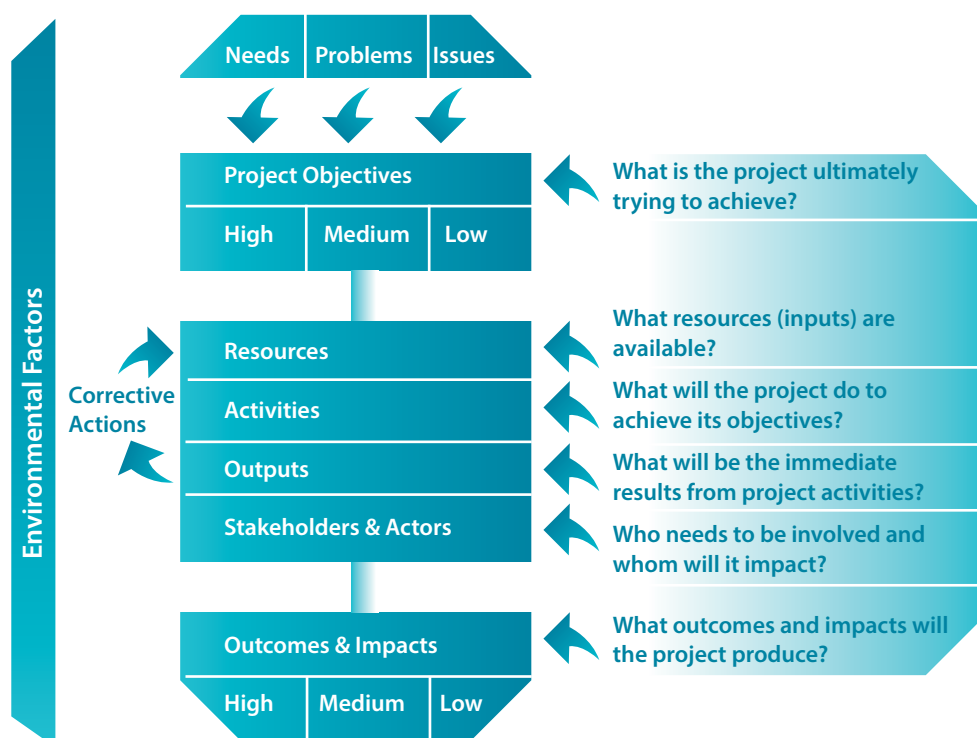 Environmental Factors
Needs Problems Issues
Project Objectives
High Medium Low
What is the project ultimately
trying to achieve?
Corrective
Actions
Resources
What resources (inputs) are
available?
Activities
What will the project do to
achieve its objectives?
Outputs
What will be the immediate
results from project activities?
Stakeholders & Actors
Who needs to be involved and
whom will it impact?
Outcomes & Impacts
What outcomes and impacts will
the project produce?
High Medium Low